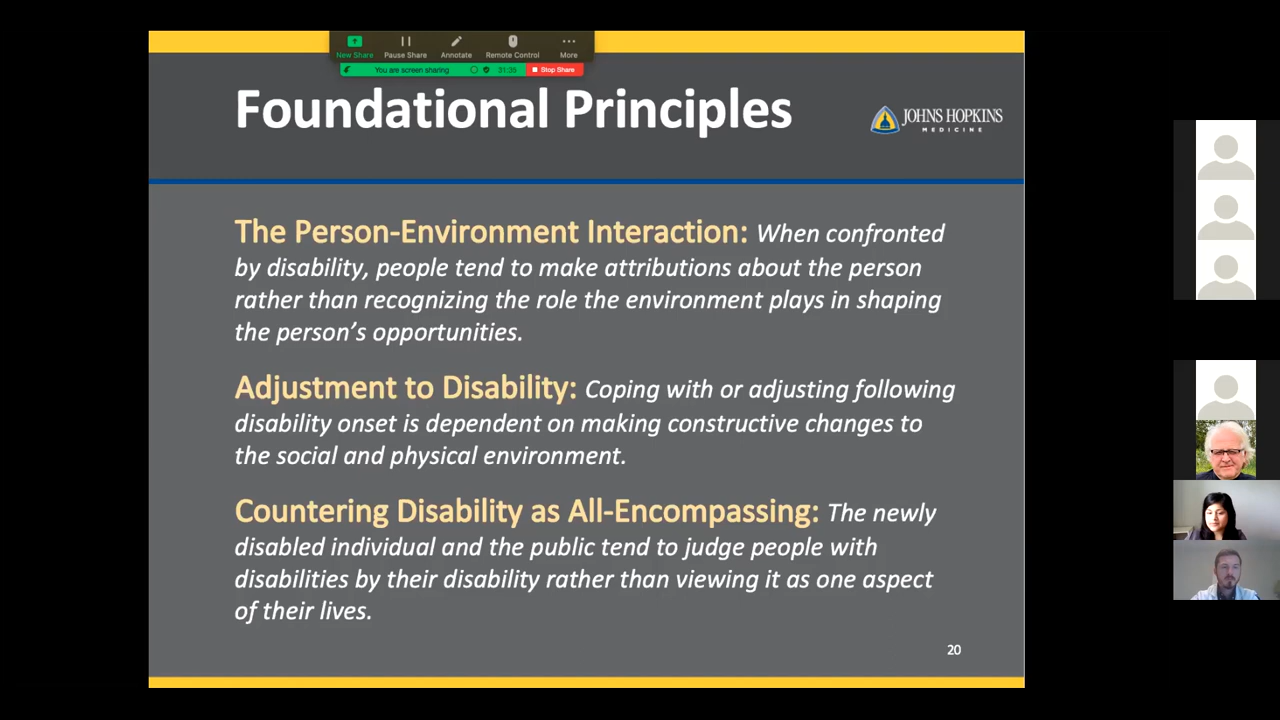 New Share Pause Share Annotate Remote Control More
You are screen sharing 31:35 Stop Share
Foundational Principles
JOHNS HOPKINS
MEDICINE
The Person-Environment Interaction: When confronted
by disability, people tend to make attributions about the person
rather than recognizing the role the environment plays in shaping
the person's opportunities.
Adjustment to Disability: Coping with or adjusting following
disability onset is dependent on making constructive changes to
the social and physical environment.
Countering Disability as All-Encompassing: The newly
disabled individual and the public tend to judge people with
disabilities by their disability rather than viewing it as one aspect
of their lives.
20